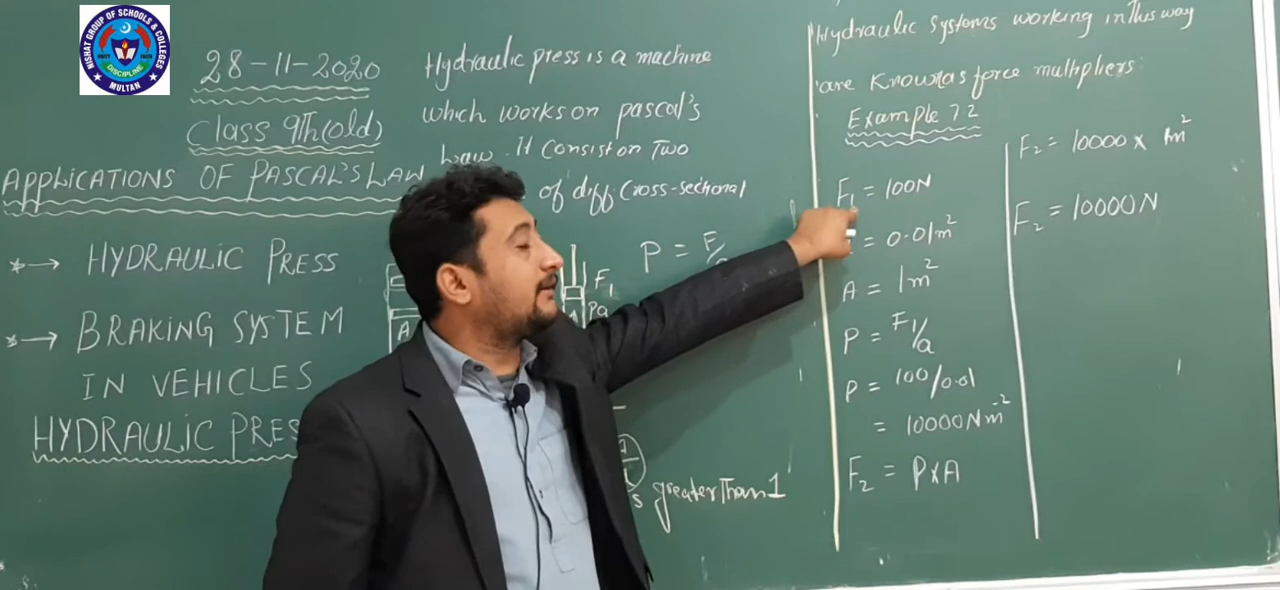 NISHAT GROUP OF SCHOOLS & COLLEGES
UNITY FAITH
DISCIPLINE
MULTAN
28-11-2020
Class 9Th(old)
APPLICATIONS OF PASCAL'S LAW
HYDRAULIC PRESS
BRAKING SYSTEM
IN VEHICLES
HYDRAULIC PRES
Hydraulic press is a machine
which works on pascal's
Law. It consist on Two
of diff: Cross-sectional
P = F/
F1
Pa
A
s greater Than 1
Hydraulic systems working in this way
are Known as force multipliers:
Example 7.2
F1 = 100N
= 0.01m²
A = 1m²
P = F1/a
P = 100/0.01
= 10000Nm⁻²
F2 = P×A
F2 = 10000 × 1m²
F2 = 10000N